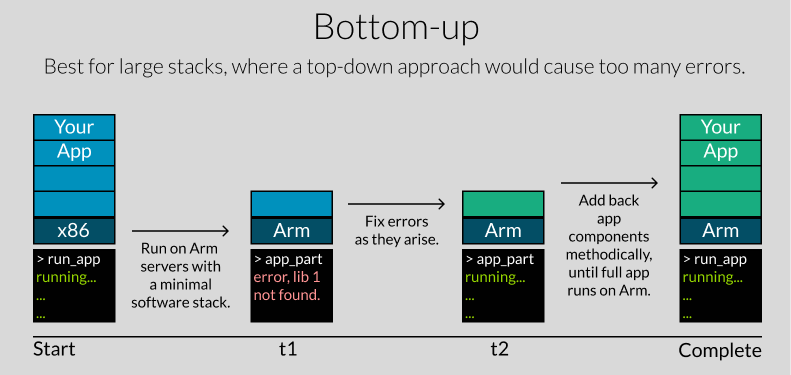 Bottom-up
Best for large stacks, where a top-down approach would cause too many errors.
Your
App
x86
> run_app
running...
...
...
Run on Arm
servers with
a minimal
software stack.
Arm
> app_part
error, lib 1
not found.
Fix errors
as they arise.
Arm
> app_part
running...
...
...
Add back
app
components
methodically,
until full app
runs on Arm.
Your
App
Arm
> run_app
running...
...
...
Start
t1
t2
Complete